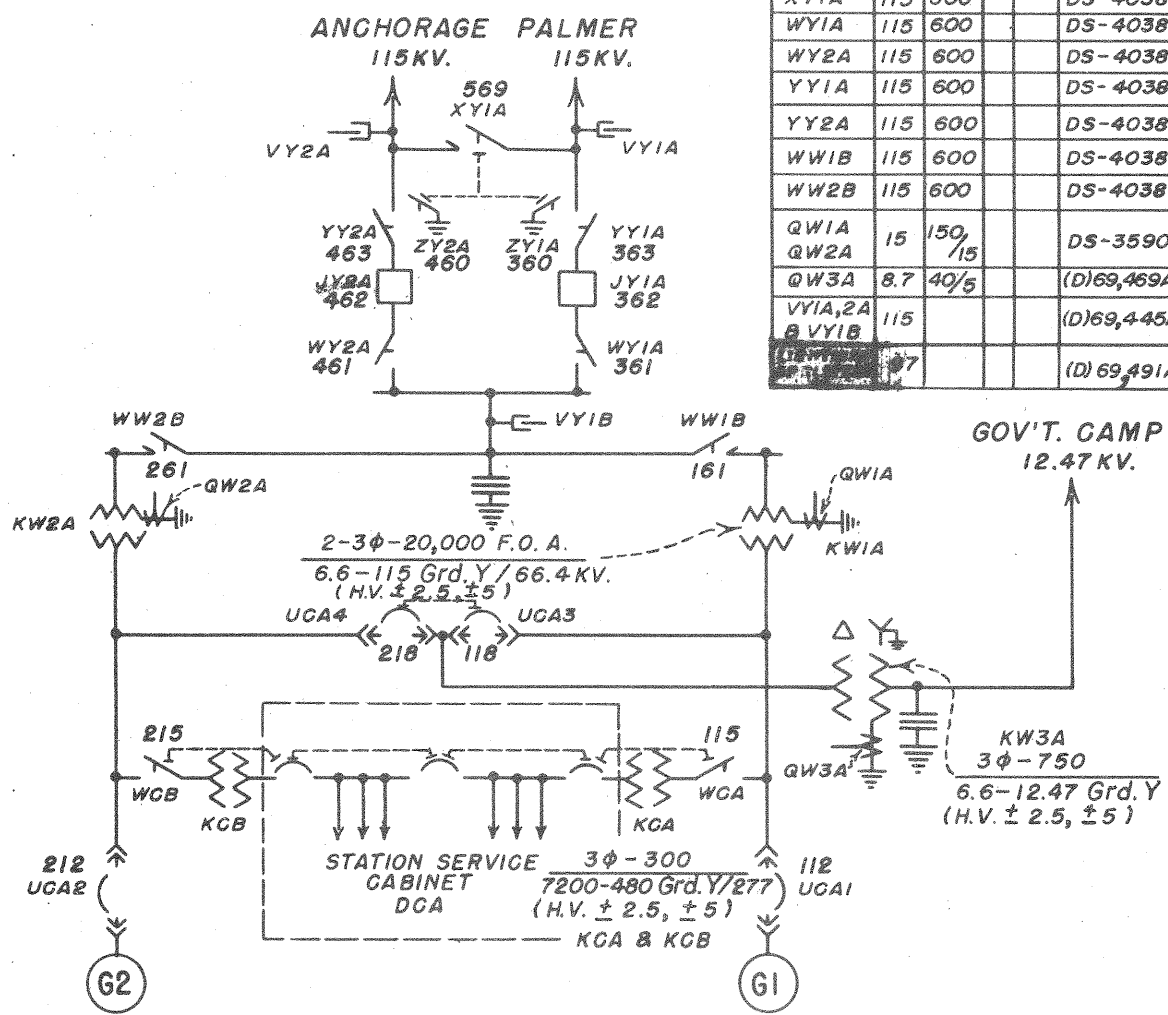 ANCHORAGE PALMER
115KV. 115KV.
569
XY1A
VY2A
VY1A
YY2A
463
ZY2A
460
ZY1A
360
YY1A
363
462
JY1A
362
WY2A
461
WY1A
361
WW2B
VY1B
WW1B
261
161
QW2A
QW1A
KW2A
KW1A
2-3φ-20,000 F.O.A.
6.6-115 Grd. Y/66.4KV.
(H.V. ± 2.5, ±5)
UCA4
UCA3
218
118
GOV'T. CAMP
12.47 KV.
Δ
QW3A
KW3A
3φ-750
6.6-12.47 Grd. Y
(H.V. ± 2.5, ±5)
215
115
WCB
WCA
KCB
KCA
STATION SERVICE
CABINET
DCA
3φ-300
7200-480 Grd. Y/277
(H.V. ± 2.5, ±5)
KCA & KCB
212
UCA2
112
UCA1
G2
G1
WY1A 115 600 DS-4038
WY2A 115 600 DS-4038
YY1A 115 600 DS-4038
YY2A 115 600 DS-4038
WW1B 115 600 DS-4038
WW2B 115 600 DS-4038
QW1A
QW2A 15 150/15 DS-3590
QW3A 8.7 40/5 (D)69,469A
VY1A,2A
& VY1B 115 (D)69,445
(D)69,491